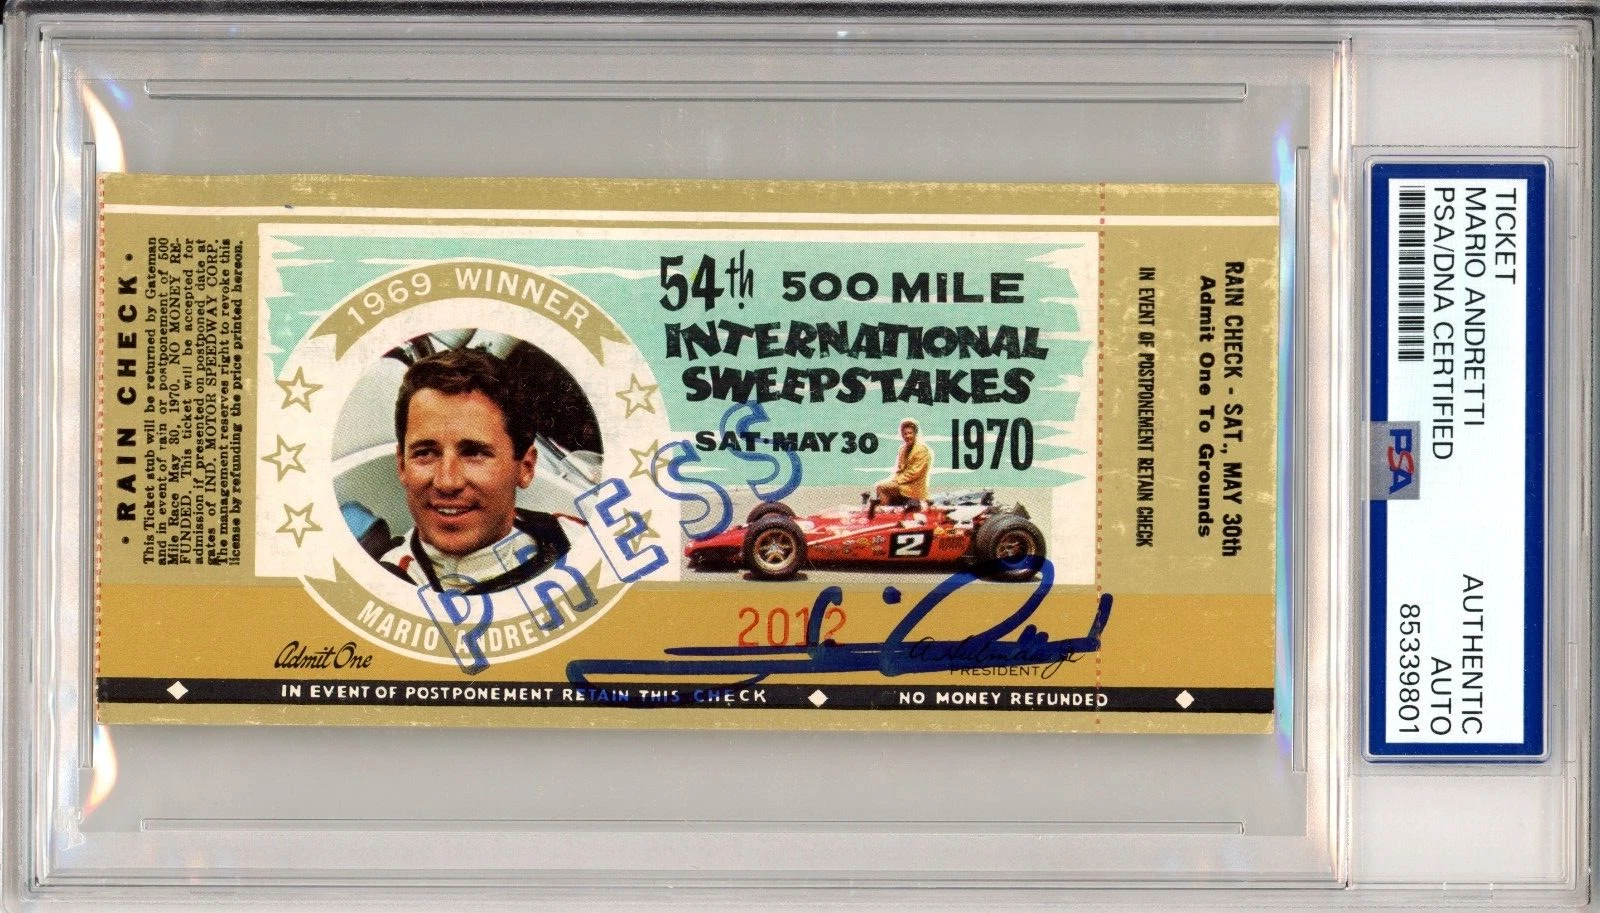 • RAIN CHECK •
This Ticket stub will be returned by Gateman
and in event of rain or postponement of 500
Mile Race May 30, 1970. NO MONEY RE-
FUNDED. This ticket will be accepted for
admission if presented on postponed date at
gates of IND. MOTOR SPEEDWAY CORP.
The management reserves right to revoke this
license by refunding the price printed hereon.
1969 WINNER
MARIO ANDRETTI
54th 500 MILE
INTERNATIONAL
SWEEPSTAKES
SAT·MAY 30 1970
2
PRESS
2012
Admit One
PRESIDENT
IN EVENT OF POSTPONEMENT RETAIN THIS CHECK
NO MONEY REFUNDED
RAIN CHECK - SAT., MAY 30th
Admit One To Grounds
IN EVENT OF POSTPONEMENT RETAIN CHECK
TICKET
MARIO ANDRETTI
PSA/DNA CERTIFIED
AUTHENTIC
AUTO
85339801
PSA